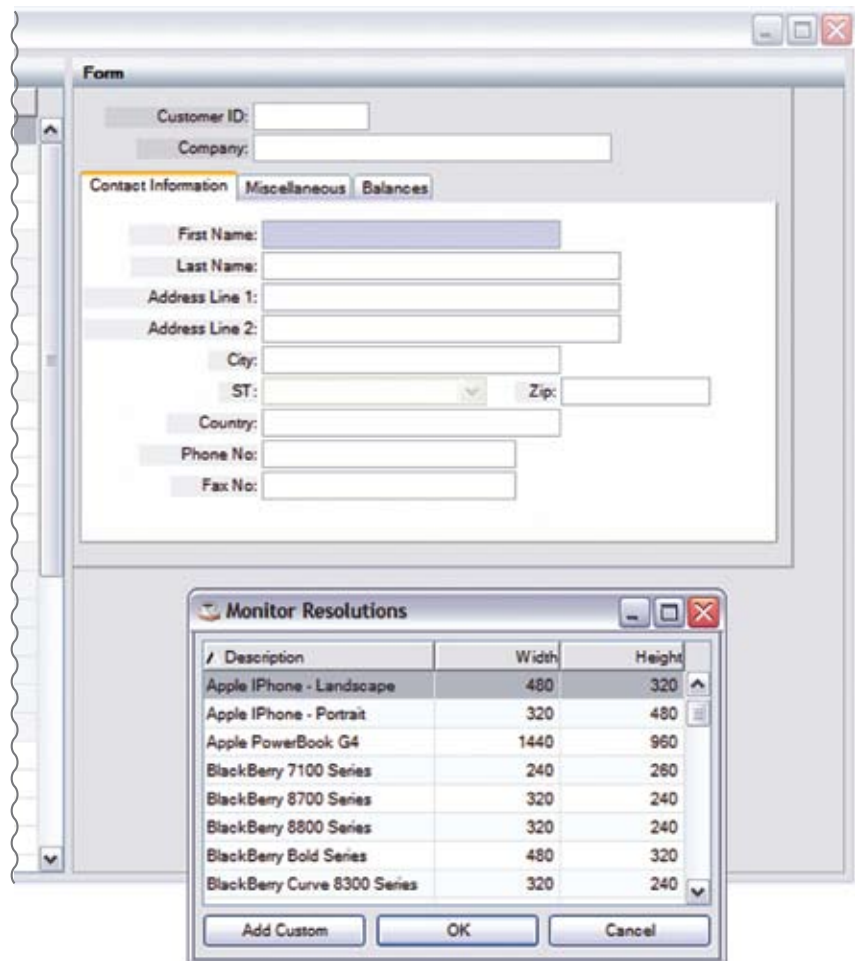 Form
Customer ID:
Company:
Contact Information Miscellaneous Balances
First Name:
Last Name:
Address Line 1:
Address Line 2:
City:
ST: Zip:
Country:
Phone No:
Fax No:
Monitor Resolutions
/ Description Width Height
Apple IPhone - Landscape 480 320
Apple IPhone - Portrait 320 480
Apple PowerBook G4 1440 960
BlackBerry 7100 Series 240 260
BlackBerry 8700 Series 320 240
BlackBerry 8800 Series 320 240
BlackBerry Bold Series 480 320
BlackBerry Curve 8300 Series 320 240
Add Custom OK Cancel